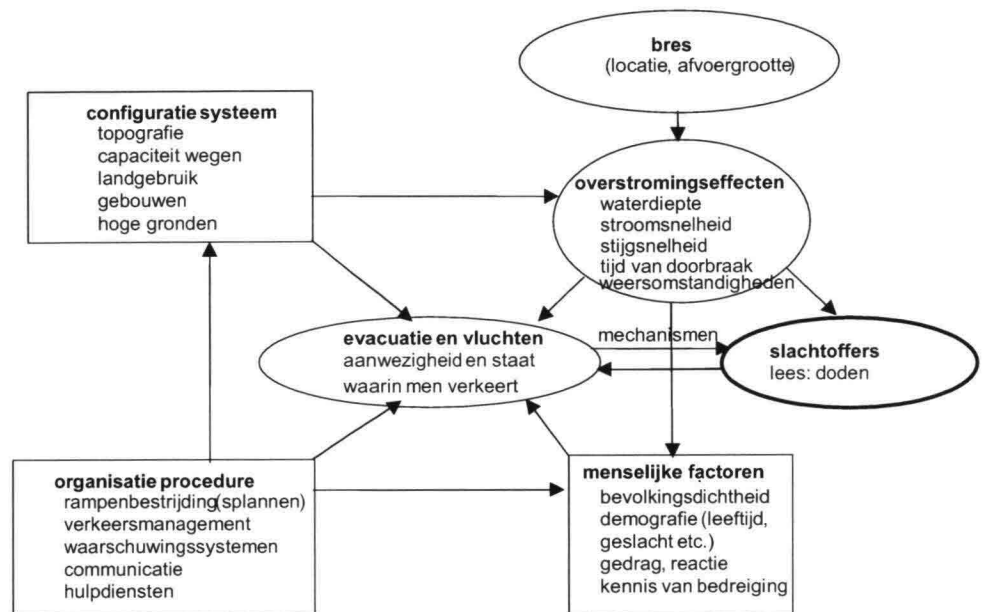 bres
(locatie, afvoergrootte)
configuratie systeem
topografie
capaciteit wegen
landgebruik
gebouwen
hoge gronden
overstromingseffecten
waterdiepte
stroomsnelheid
stijgsnelheid
tijd van doorbraak
weersomstandigheden
evacuatie en vluchten
aanwezigheid en staat
waarin men verkeert
mechanismen
slachtoffers
lees: doden
organisatie procedure
rampenbestrijding(splannen)
verkeersmanagement
waarschuwingssystemen
communicatie
hulpdiensten
menselijke factoren
bevolkingsdichtheid
demografie (leeftijd,
geslacht etc.)
gedrag, reactie
kennis van bedreiging